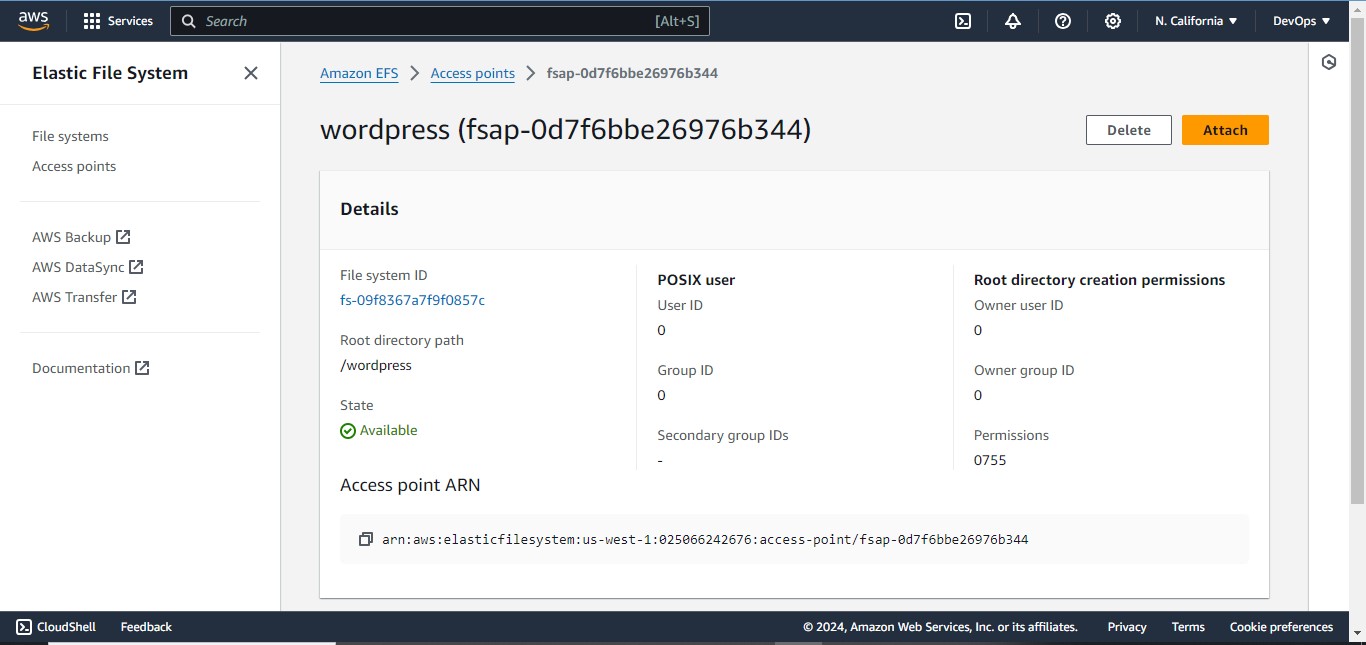 aws
Services
Search
[Alt+S]
N. California
DevOps
Elastic File System
File systems
Access points
AWS Backup
AWS DataSync
AWS Transfer
Documentation
Amazon EFS
Access points
fsap-0d7f6bbe26976b344
wordpress (fsap-0d7f6bbe26976b344)
Delete
Attach
Details
File system ID
fs-09f8367a7f9f0857c
Root directory path
/wordpress
State
Available
POSIX user
User ID
0
Group ID
0
Secondary group IDs
-
Root directory creation permissions
Owner user ID
0
Owner group ID
0
Permissions
0755
Access point ARN
arn:aws:elasticfilesystem:us-west-1:025066242676:access-point/fsap-0d7f6bbe26976b344
CloudShell
Feedback
© 2024, Amazon Web Services, Inc. or its affiliates.
Privacy
Terms
Cookie preferences